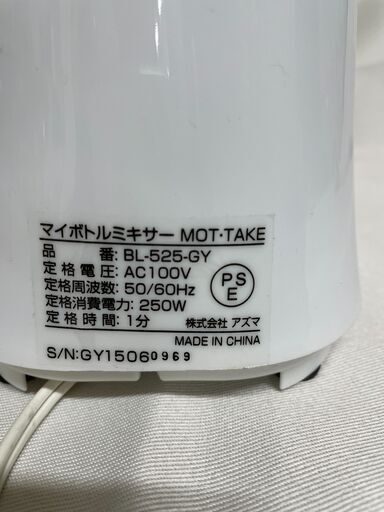 マイボトルミキサー MOT・TAKE
品 番: BL-525-GY
定格電圧: AC100V
定格周波数: 50/60Hz
定格消費電力: 250W
定格時間: 1分 株式会社 アズマ
MADE IN CHINA
S/N:GY15060969
PS
E